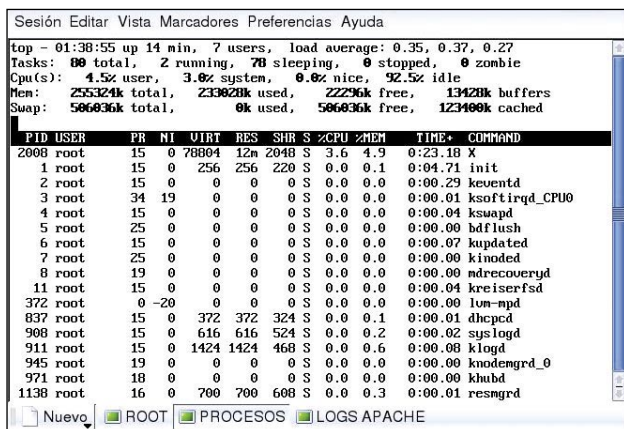 Sesión Editar Vista Marcadores Preferencias Ayuda
top - 01:38:55 up 14 min, 7 users, load average: 0.35, 0.37, 0.27
Tasks: 80 total, 2 running, 78 sleeping, 0 stopped, 0 zombie
Cpu(s): 4.5% user, 3.0% system, 0.0% nice, 92.5% idle
Mem: 255324k total, 233028k used, 22296k free, 13428k buffers
Swap: 506036k total, 0k used, 506036k free, 123400k cached
PID USER PR NI VIRT RES SHR S %CPU %MEM TIME+ COMMAND
2008 root 15 0 78804 12m 2048 S 3.6 4.9 0:23.18 X
1 root 15 0 256 256 220 S 0.0 0.1 0:04.71 init
2 root 15 0 0 0 0 S 0.0 0.0 0:00.29 keventd
3 root 34 19 0 0 0 S 0.0 0.0 0:00.01 ksoftirqd_CPU0
4 root 15 0 0 0 0 S 0.0 0.0 0:00.04 kswapd
5 root 25 0 0 0 0 S 0.0 0.0 0:00.00 bdflush
6 root 15 0 0 0 0 S 0.0 0.0 0:00.07 kupdated
7 root 25 0 0 0 0 S 0.0 0.0 0:00.00 kinoded
8 root 19 0 0 0 0 S 0.0 0.0 0:00.00 mdrecoveryd
11 root 15 0 0 0 0 S 0.0 0.0 0:00.04 kreiserfsd
372 root 0 -20 0 0 0 S 0.0 0.0 0:00.00 lvm-mpd
837 root 15 0 372 372 324 S 0.0 0.1 0:00.01 dhcpcd
908 root 15 0 616 616 524 S 0.0 0.2 0:00.02 syslogd
911 root 15 0 1424 1424 468 S 0.0 0.6 0:00.08 klogd
945 root 19 0 0 0 0 S 0.0 0.0 0:00.00 knodemgrd_0
971 root 18 0 0 0 0 S 0.0 0.0 0:00.00 khubd
1138 root 16 0 700 700 608 S 0.0 0.3 0:00.01 resmgrd
Nuevo ROOT PROCESOS LOGS APACHE